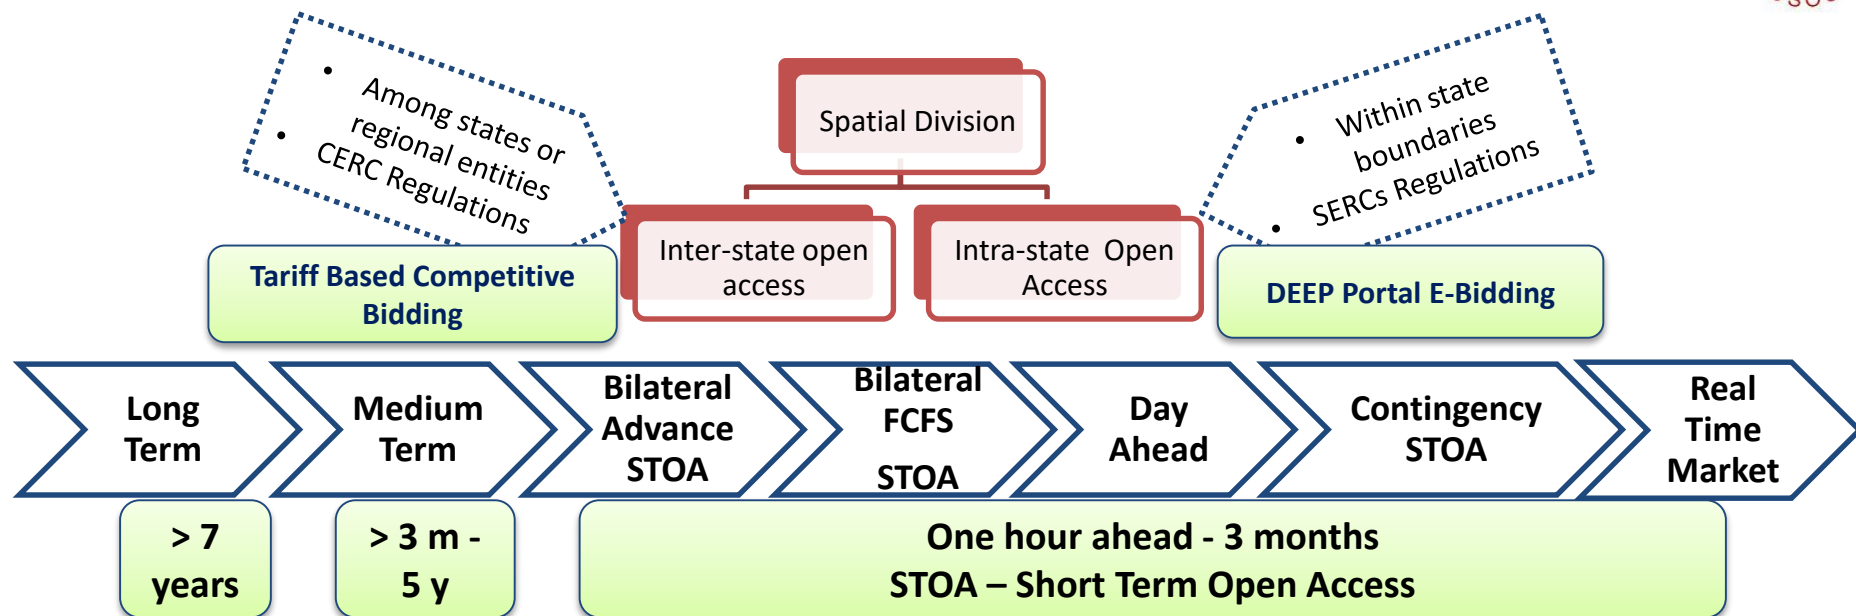 Spatial Division
• Among states or
regional entities
• CERC Regulations
• Within state
boundaries
• SERCs Regulations
Inter-state open
access
Intra-state Open
Access
Tariff Based Competitive
Bidding
DEEP Portal E-Bidding
Long
Term
Medium
Term
Bilateral
Advance
STOA
Bilateral
FCFS
STOA
Day
Ahead
Contingency
STOA
Real
Time
Market
> 7
years
> 3 m -
5 y
One hour ahead - 3 months
STOA – Short Term Open Access